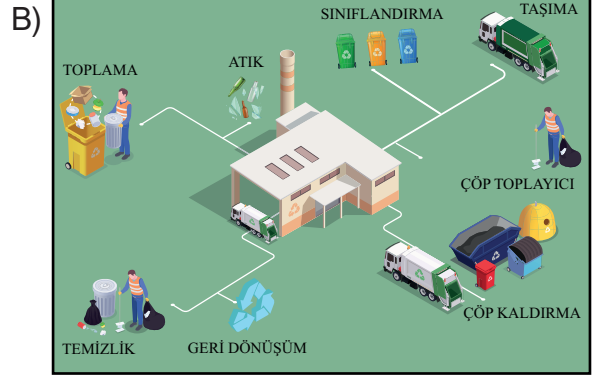 B)
SINIFLANDIRMA
TAŞIMA
ATIK
TOPLAMA
ÇÖP TOPLAYICI
ÇÖP KALDIRMA
TEMİZLİK
GERİ DÖNÜŞÜM